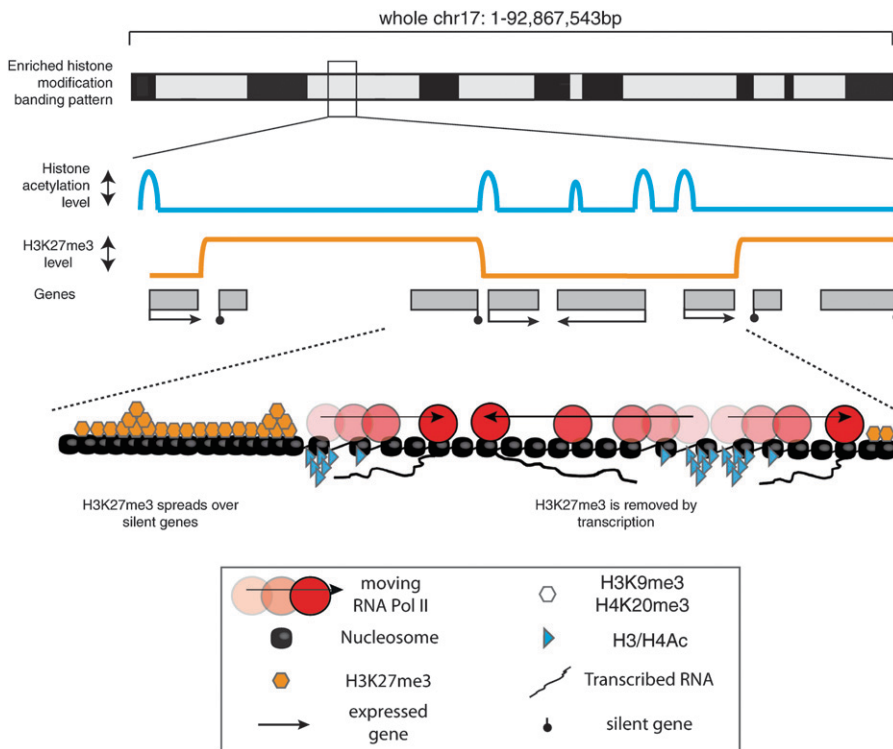 whole chr17: 1-92,867,543bp
Enriched histone
modification
banding pattern
Histone
acetylation
level
H3K27me3
level
Genes
H3K27me3 spreads over
silent genes
H3K27me3 is removed by
transcription
moving
RNA Pol II
H3K9me3
H4K20me3
Nucleosome
H3/H4Ac
H3K27me3
Transcribed RNA
expressed
gene
silent gene